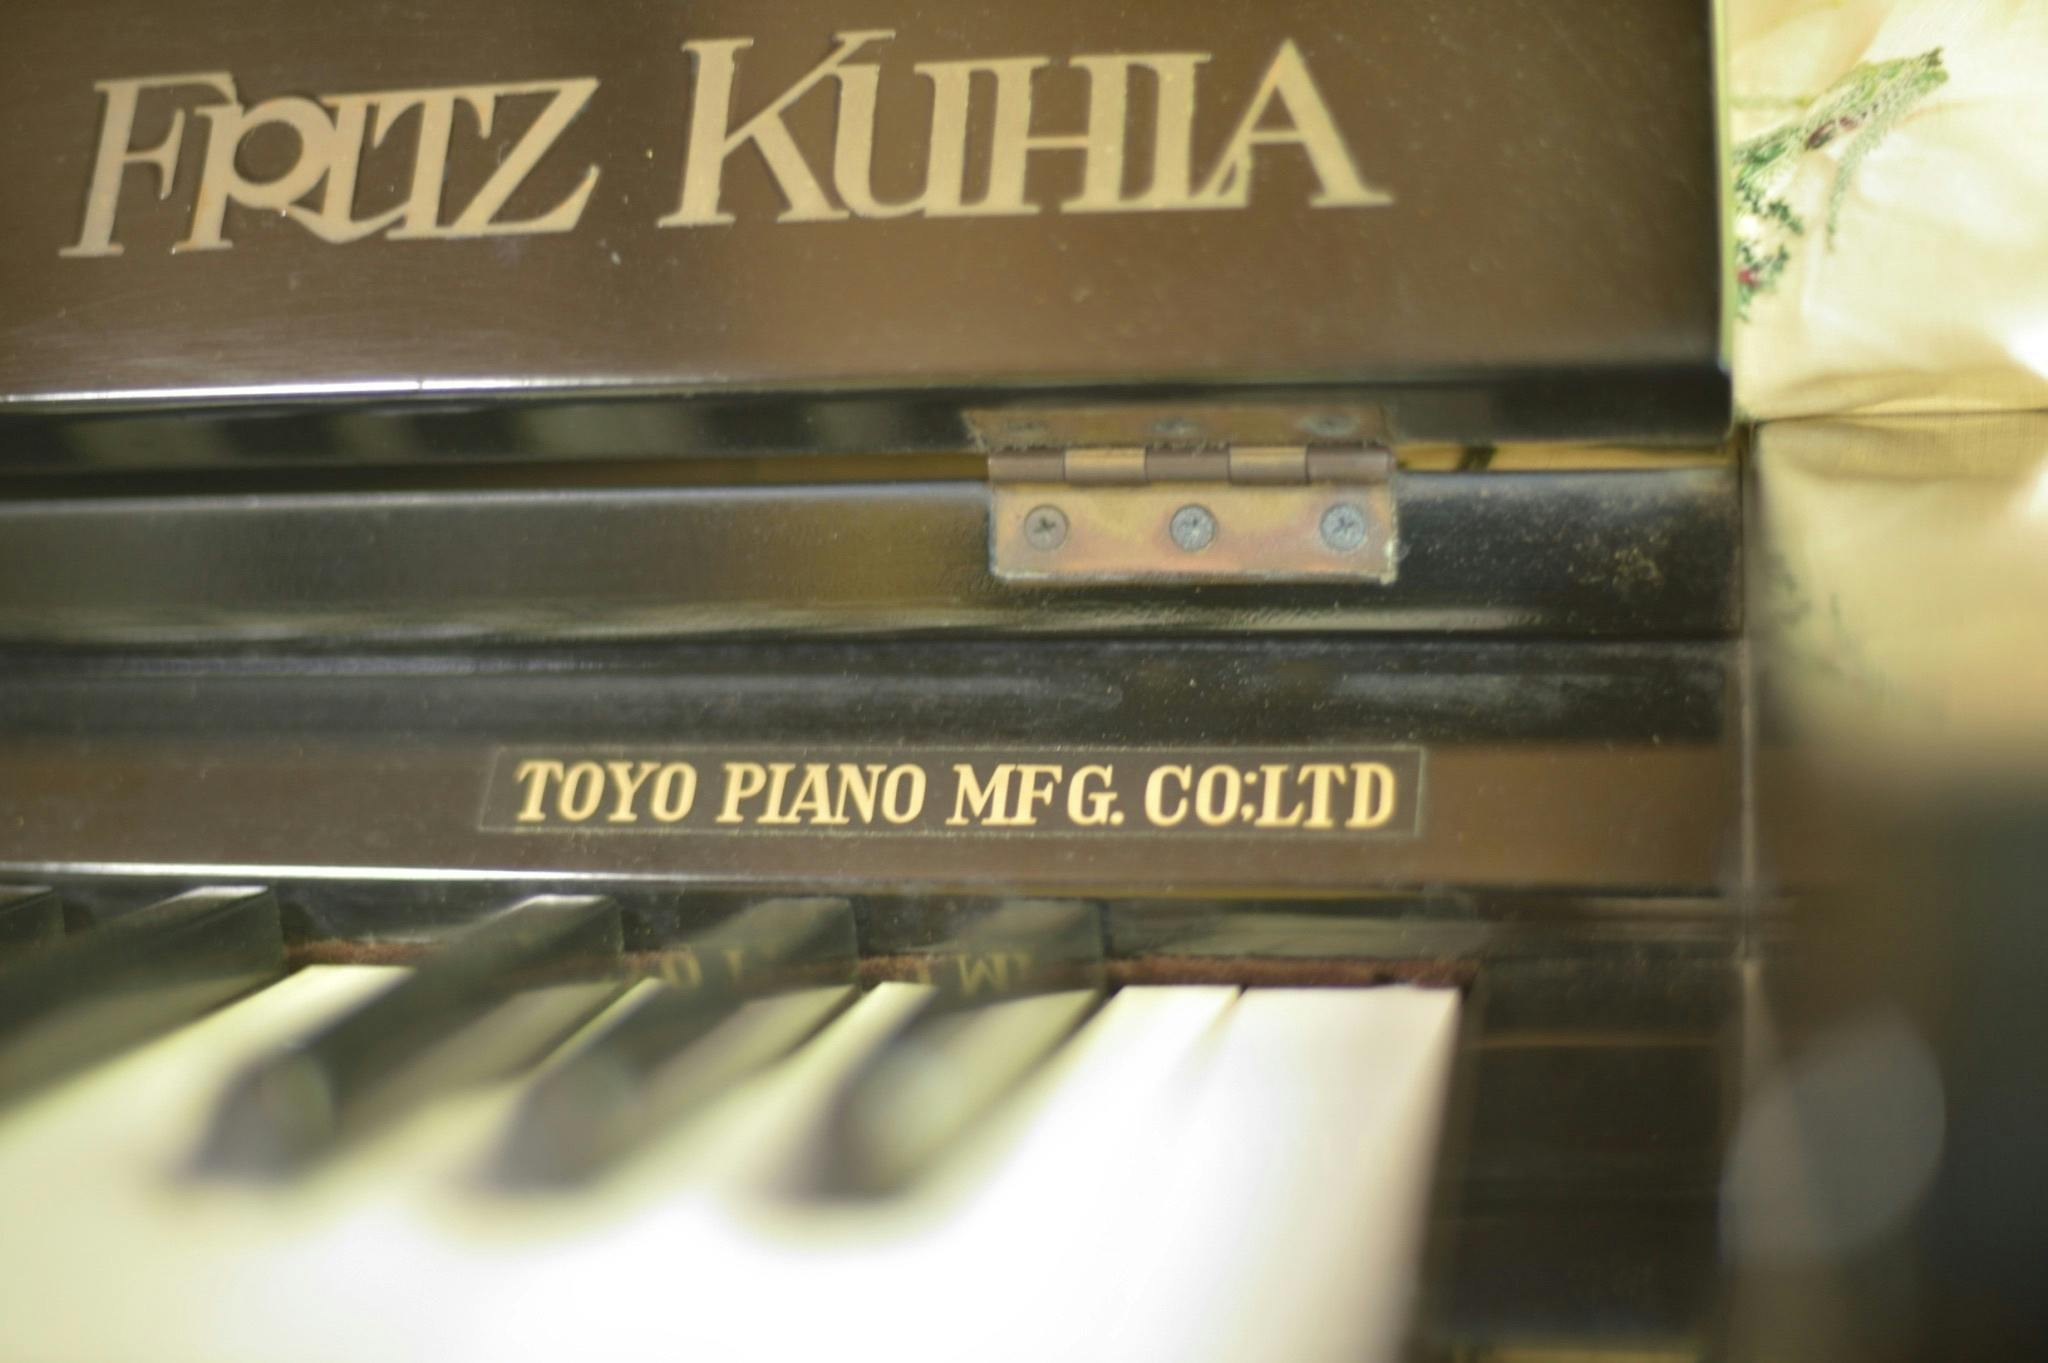 FRITZ KUHLA
TOYO PIANO MFG. CO;LTD